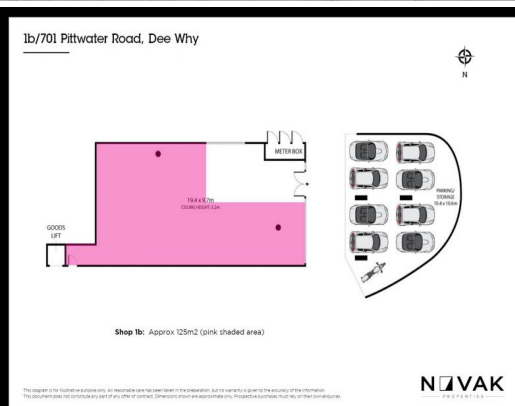 1b/701 Pittwater Road, Dee Why
N
METER BOX
19.4 x 9.7m
CEILING HEIGHT 3.2m
PARKING/
STORAGE
10.4 x 10.6m
GOODS
LIFT
Shop 1b: Approx 125m2 (pink shaded area)
This diagram is for illustrative purpose only. All reasonable care has been taken in the preparation, but no warranty is given to the accuracy of the information.
This document does not constitute any part of any offer of contract. Dimensions shown are approximate only. Prospective purchases must rely on their own enquiries.
NOVAK
PROPERTIES